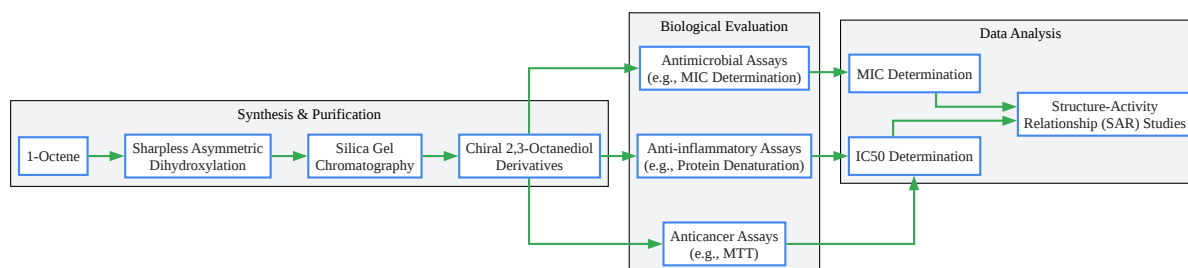 Synthesis & Purification
1-Octene
Sharpless Asymmetric
Dihydroxylation
Silica Gel
Chromatography
Chiral 2,3-Octanediol
Derivatives
Biological Evaluation
Antimicrobial Assays
(e.g., MIC Determination)
Anti-inflammatory Assays
(e.g., Protein Denaturation)
Anticancer Assays
(e.g., MTT)
Data Analysis
MIC Determination
IC50 Determination
Structure-Activity
Relationship (SAR) Studies